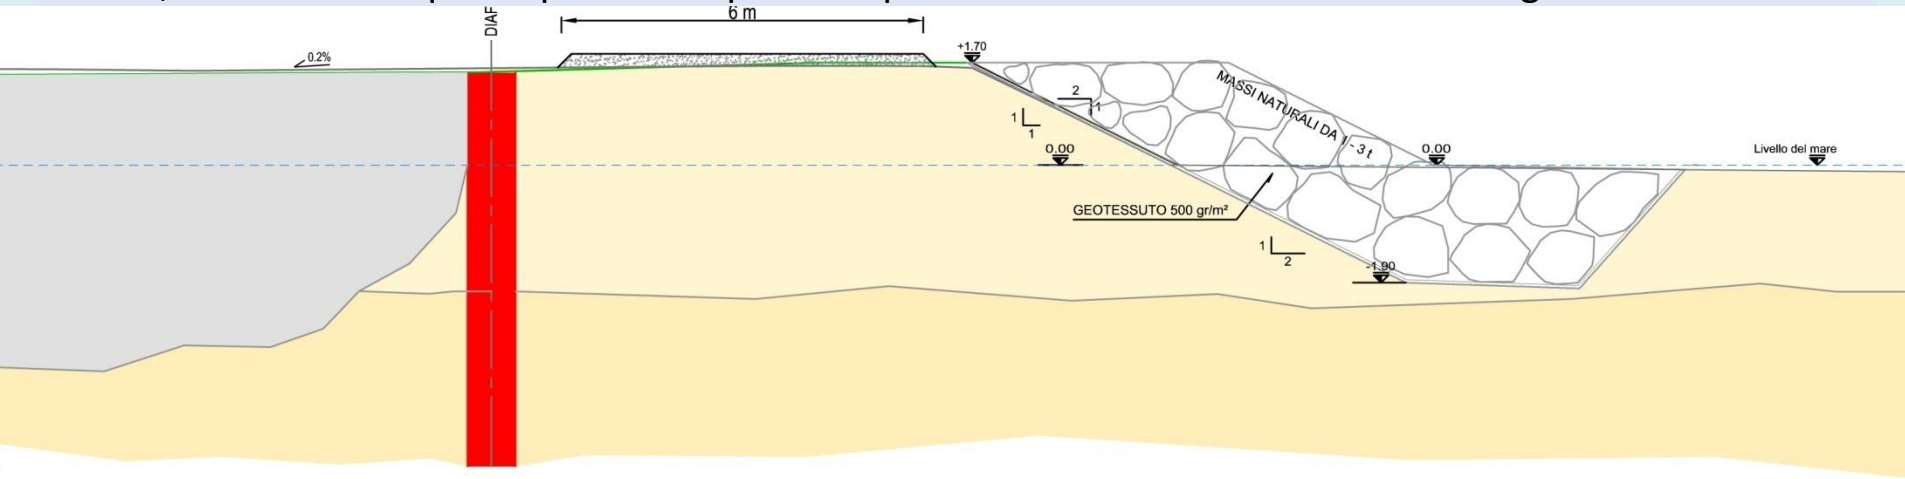 6 m
DIAF
0.2%
+1.70
MASSI NATURALI DA 1 - 3 t
2
1
1
1
0.00
0.00
Livello del mare
GEOTESSUTO 500 gr/m²
1
2
-1.90